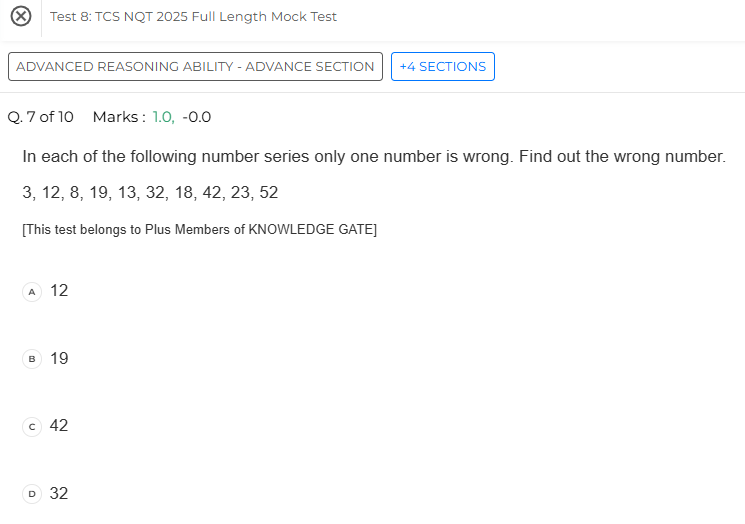 Test 8: TCS NQT 2025 Full Length Mock Test
ADVANCED REASONING ABILITY - ADVANCE SECTION
+4 SECTIONS
Q. 7 of 10 Marks : 1.0, -0.0
In each of the following number series only one number is wrong. Find out the wrong number.
3, 12, 8, 19, 13, 32, 18, 42, 23, 52
[This test belongs to Plus Members of KNOWLEDGE GATE]
A 12
B 19
C 42
D 32